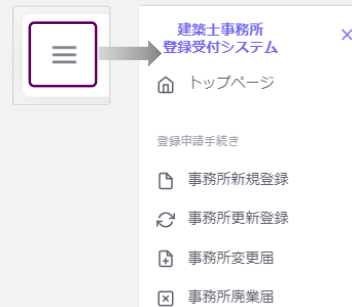 建築士事務所
登録受付システム
トップページ
登録申請手続き
事務所新規登録
事務所更新登録
事務所変更届
事務所廃業届